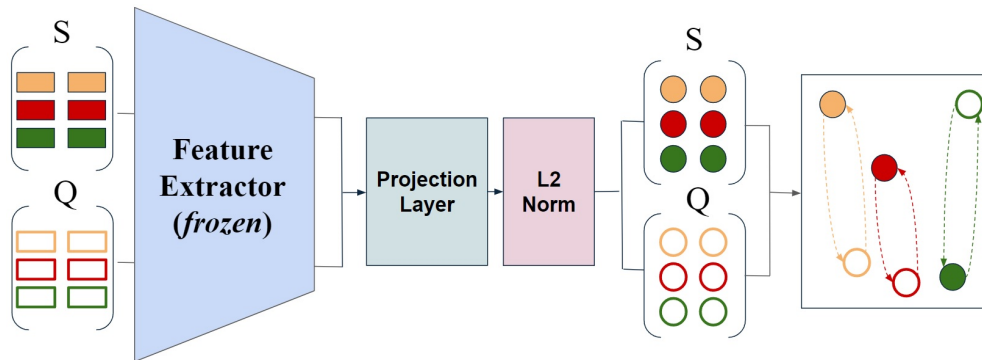 S
Q
Feature
Extractor
(frozen)
Projection
Layer
L2
Norm
S
Q